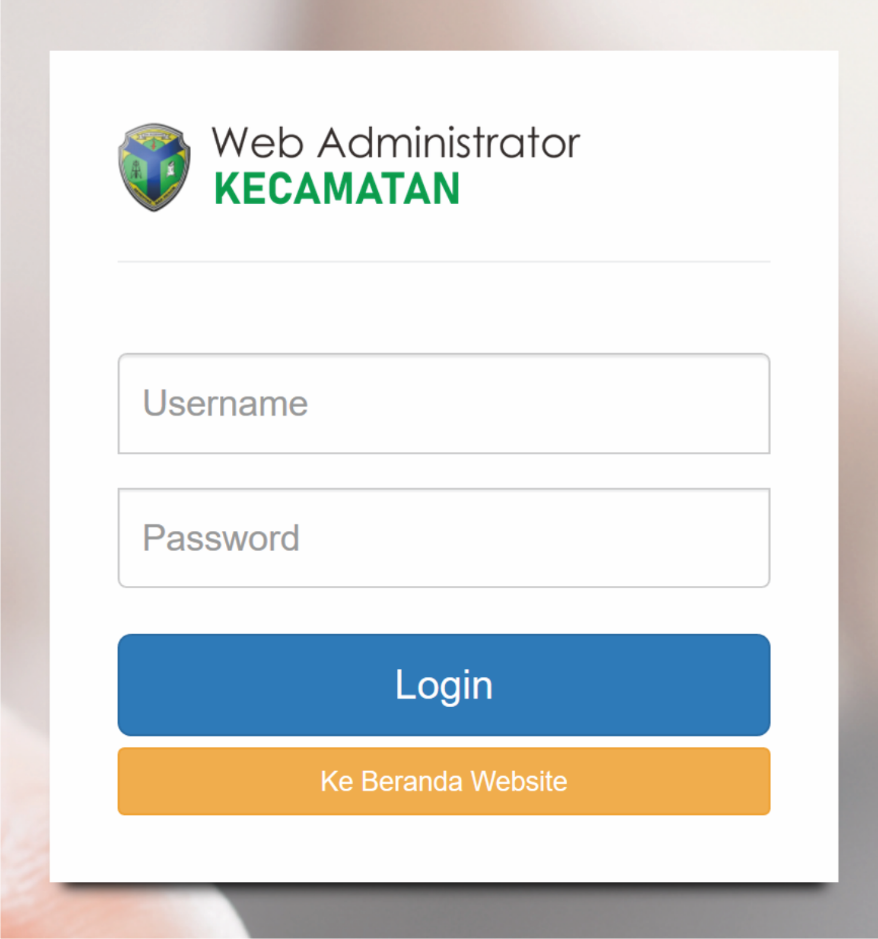 Web Administrator
KECAMATAN
Username
Password
Login
Ke Beranda Website